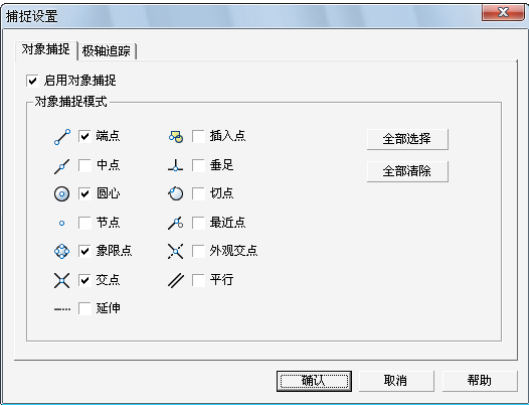 捕捉设置
对象捕捉 极轴追踪
启用对象捕捉
对象捕捉模式
端点 插入点 全部选择
中点 垂足 全部清除
圆心 切点
节点 最近点
象限点 外观交点
交点 平行
延伸
确认 取消 帮助